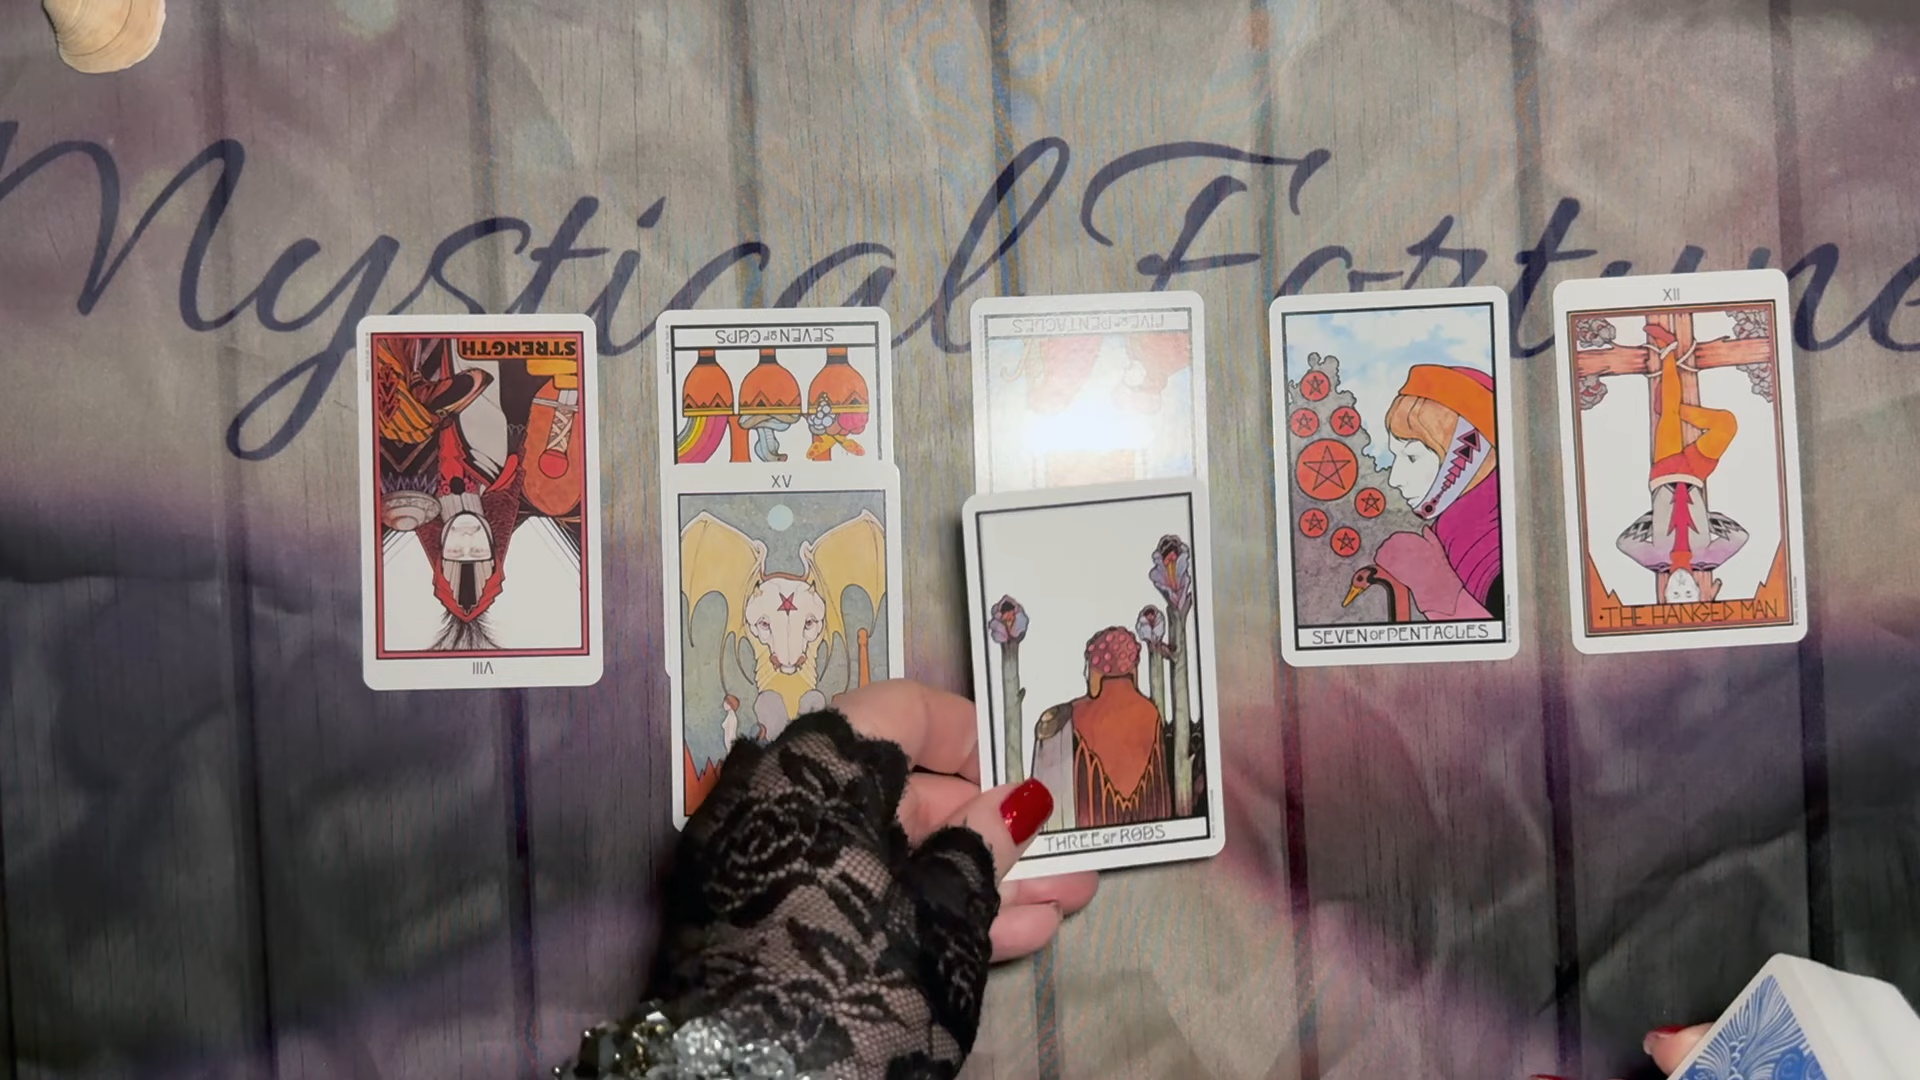 Mystical Fortune
STRENGTH
VIII
SEVEN OF CUPS
XV
FIVE OF PENTACLES
THREE OF RODS
SEVEN OF PENTACLES
XII
THE HANGED MAN